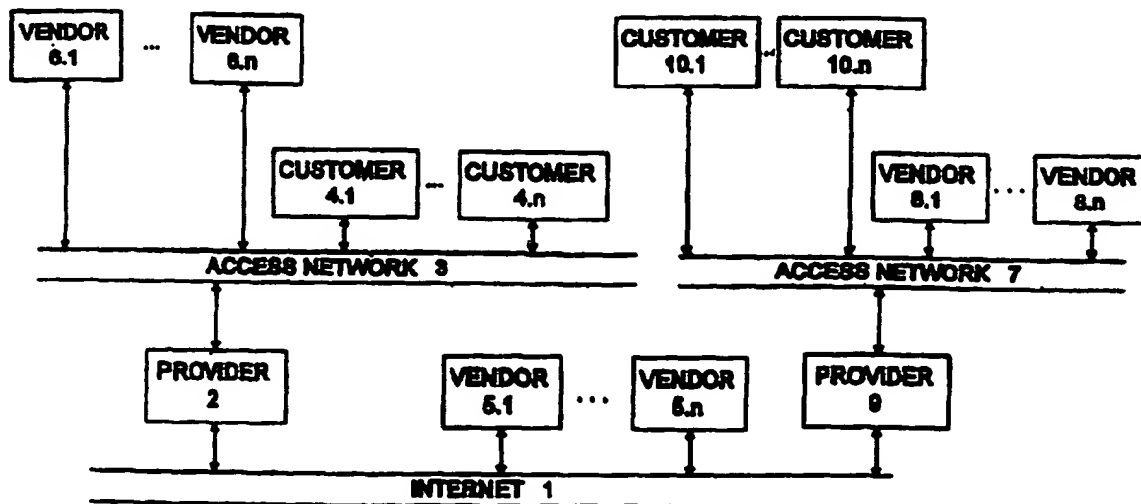 VENDOR
6.1
...
VENDOR
6.n
CUSTOMER
10.1
...
CUSTOMER
10.n
CUSTOMER
4.1
...
CUSTOMER
4.n
VENDOR
8.1
...
VENDOR
8.n
ACCESS NETWORK 3
ACCESS NETWORK 7
PROVIDER
2
VENDOR
5.1
...
VENDOR
5.n
PROVIDER
9
INTERNET 1